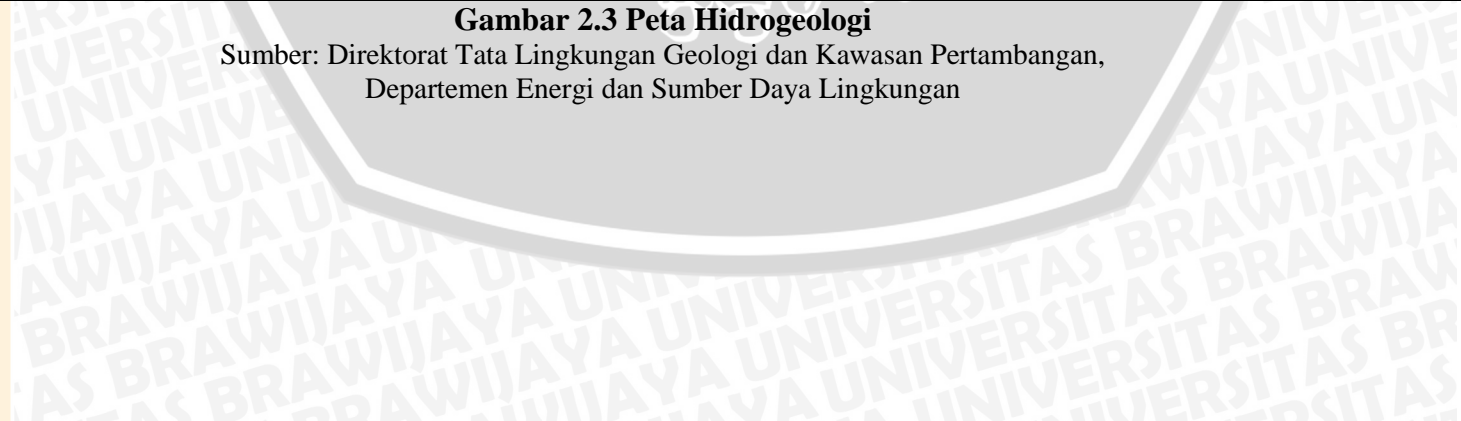 Gambar 2.3 Peta Hidrogeologi
Sumber: Direktorat Tata Lingkungan Geologi dan Kawasan Pertambangan,
Departemen Energi dan Sumber Daya Lingkungan